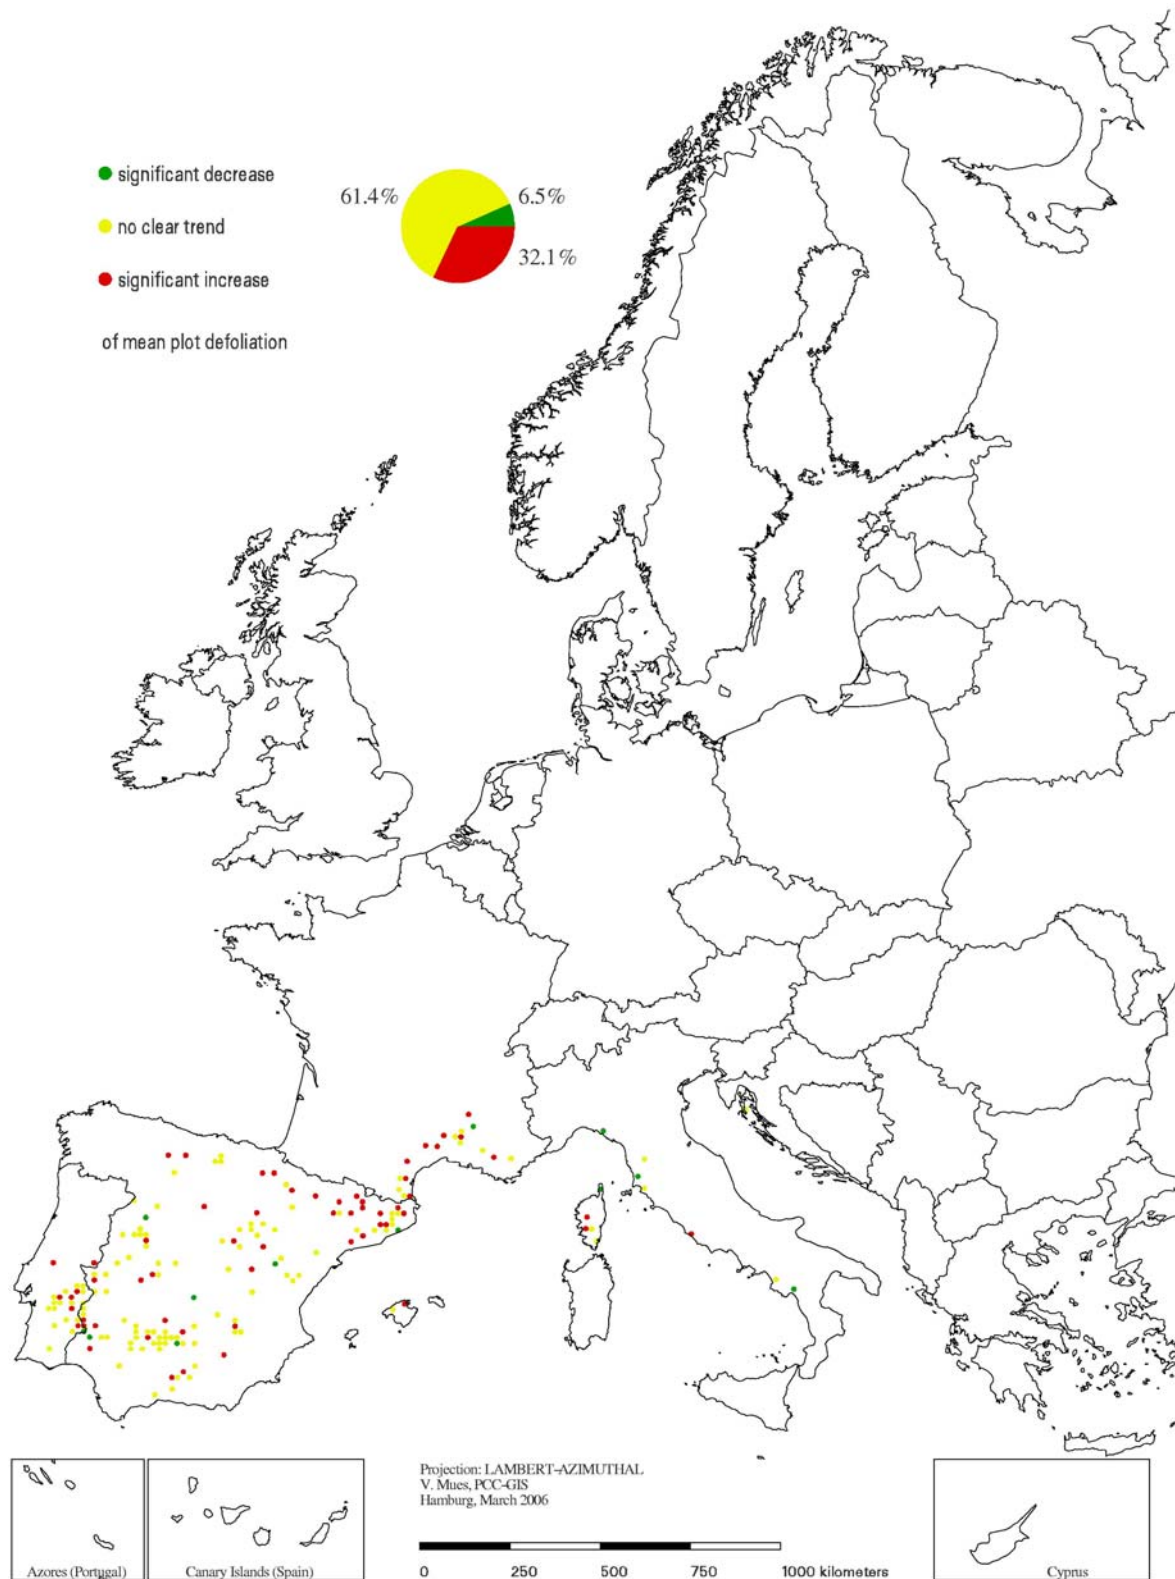 significant decrease
no clear trend
significant increase
of mean plot defoliation
61.4%
6.5%
32.1%
Projection: LAMBERT-AZIMUTHAL
V. Mues, PCC-GIS
Hamburg, March 2006
Azores (Portugal)
Canary Islands (Spain)
0 250 500 750 1000 kilometers
Cyprus